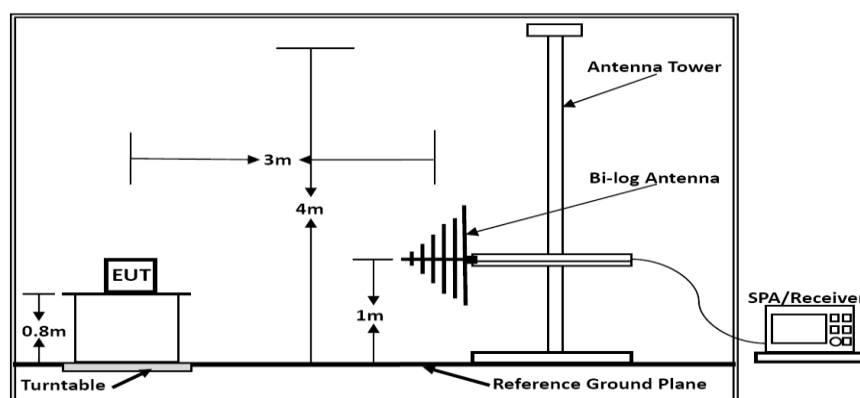 Antenna Tower
3m
Bi-log Antenna
4m
EUT
0.8m
1m
SPA/Receiver
Turntable
Reference Ground Plane